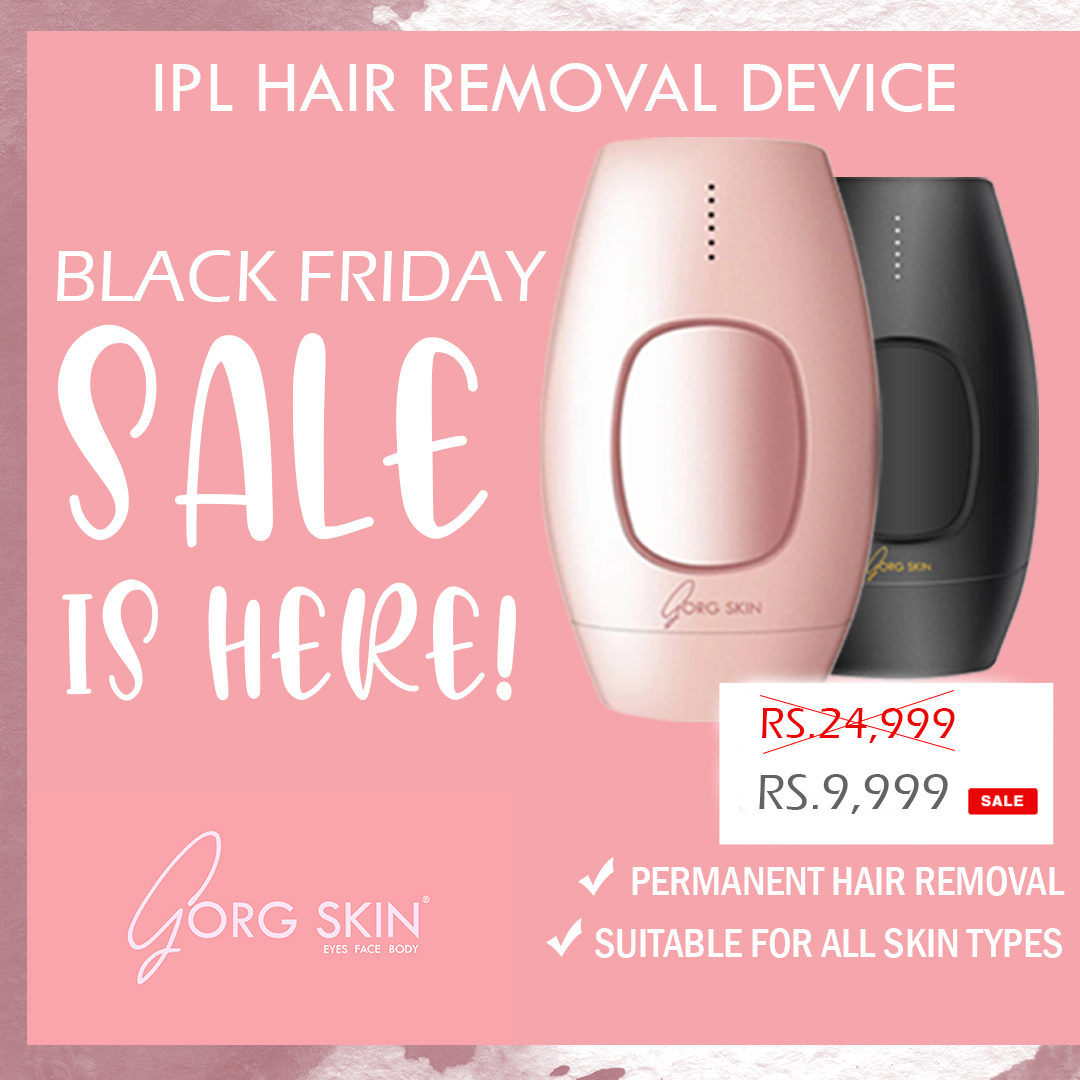 IPL HAIR REMOVAL DEVICE
BLACK FRIDAY
SALE
IS HERE!
GORG SKIN
GORG SKIN
RS.24,999
RS.9,999
SALE
PERMANENT HAIR REMOVAL
SUITABLE FOR ALL SKIN TYPES
GORG SKIN®
EYES FACE BODY